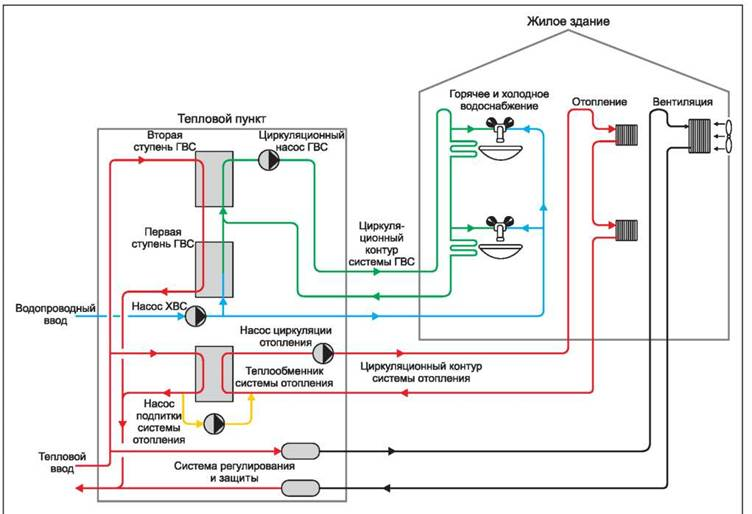 Жилое здание
Тепловой пункт
Вторая
ступень ГВС
Циркуляционный
насос ГВС
Горячее и холодное
водоснабжение
Отопление
Вентиляция
Первая
ступень ГВС
Циркуля-
ционный
контур
системы ГВС
Водопроводный
ввод
Насос ХВС
Насос циркуляции
отопления
Теплообменник
системы отопления
Циркуляционный контур
системы отопления
Насос
подпитки
системы
отопления
Тепловой
ввод
Система регулирования
и защиты